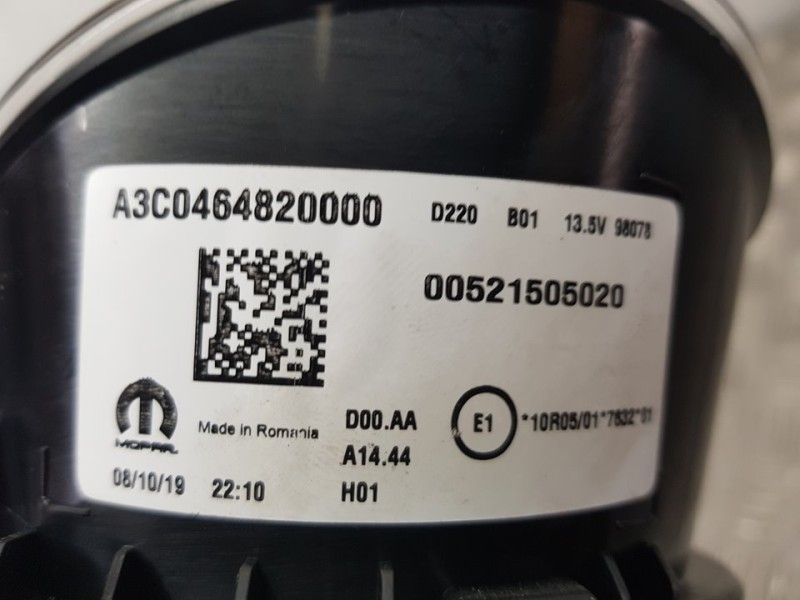 A3C0464820000 D220 B01 13.5V 98078
00521505020
MOPAR
Made in Romania
D00.AA
E1 *10R05/01*7632*01
A14.44
08/10/19 22:10 H01